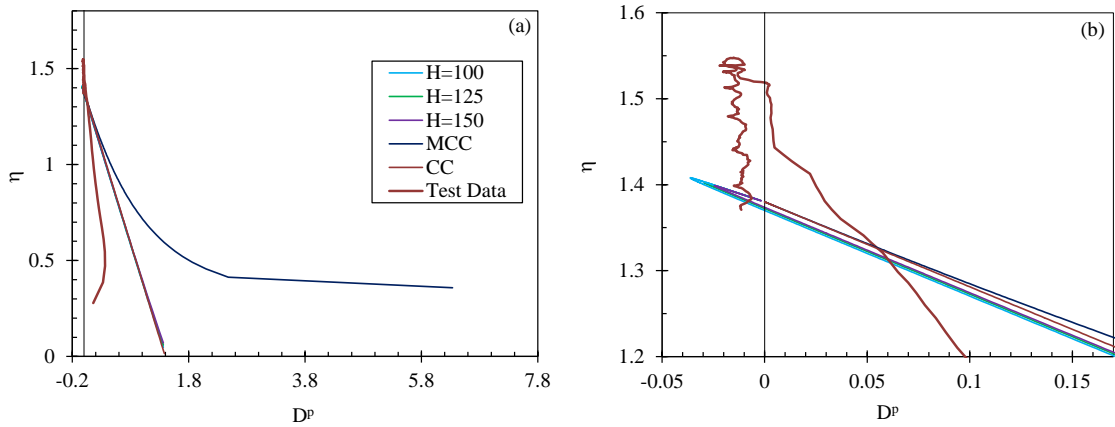 (a)
1.5
1
0.5
0
η
-0.2
1.8
3.8
5.8
7.8
Dᵖ
H=100
H=125
H=150
MCC
CC
Test Data
(b)
1.6
1.5
1.4
1.3
1.2
η
-0.05
0
0.05
0.1
0.15
Dᵖ